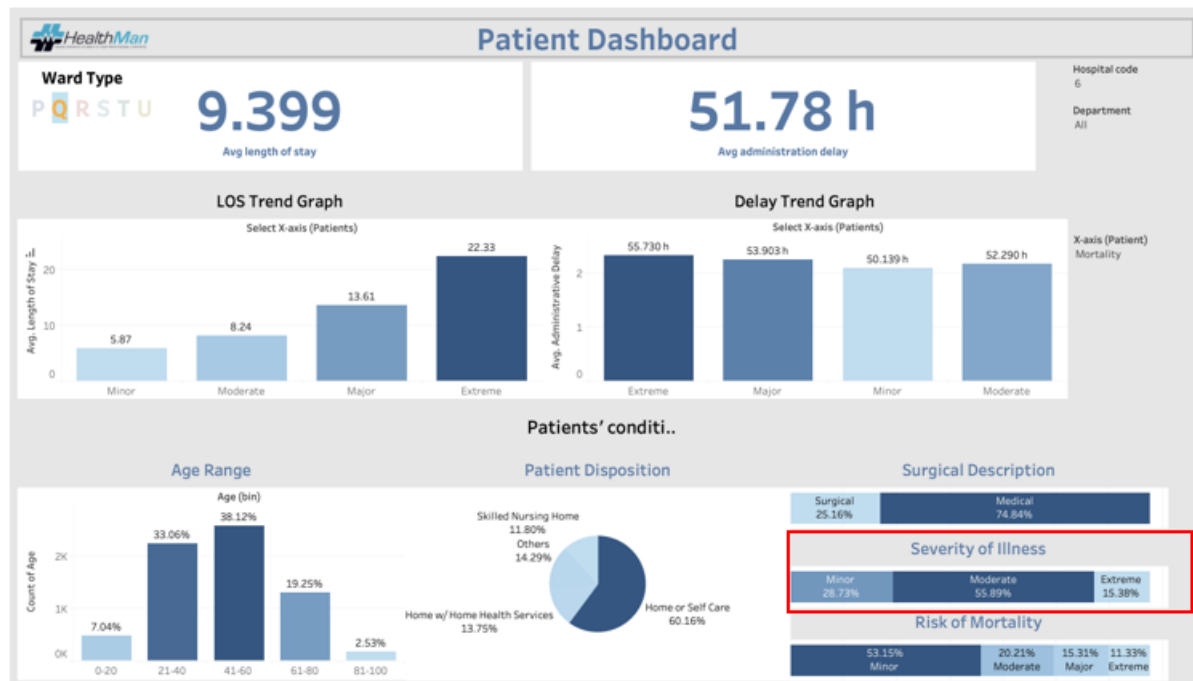 HealthMan
Patient Dashboard
Ward Type
P Q R S T U
9.399
Avg length of stay
51.78 h
Avg administration delay
Hospital code
6
Department
All
LOS Trend Graph
Select X-axis (Patients)
Avg. Length of Stay
20
10
0
5.87
8.24
13.61
22.33
Minor
Moderate
Major
Extreme
Delay Trend Graph
Select X-axis (Patients)
Avg. Administrative Delay
2
1
0
55.730 h
53.903 h
50.139 h
52.290 h
Extreme
Major
Minor
Moderate
X-axis (Patient)
Mortality
Patients' conditi..
Age Range
Age (bin)
Count of Age
2K
1K
0K
7.04%
33.06%
38.12%
19.25%
2.53%
0-20
21-40
41-60
61-80
81-100
Patient Disposition
Skilled Nursing Home
11.80%
Others
14.29%
Home w/ Home Health Services
13.75%
Home or Self Care
60.16%
Surgical Description
Surgical
25.16%
Medical
74.84%
Severity of Illness
Minor
28.73%
Moderate
55.89%
Extreme
15.38%
Risk of Mortality
53.15%
Minor
20.21%
Moderate
15.31%
Major
11.33%
Extreme